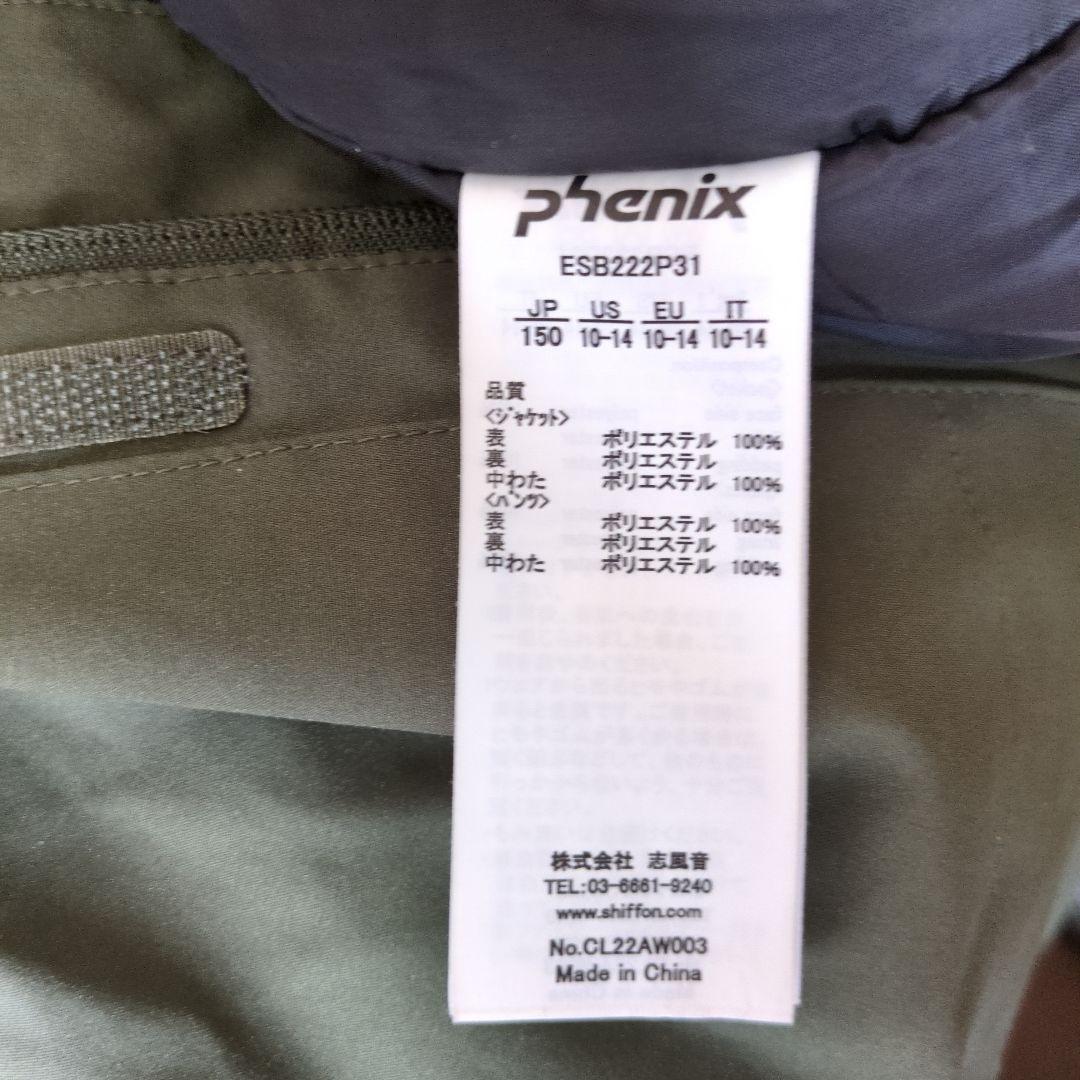 phenix
ESB222P31
JP US EU IT
150 10-14 10-14 10-14
品質
<ｼﾞｬｹｯﾄ>
表 ポリエステル 100%
裏 ポリエステル
中わた ポリエステル 100%
<ﾊﾟﾝﾂ>
表 ポリエステル 100%
裏 ポリエステル
中わた ポリエステル 100%
株式会社 志風音
TEL:03-6661-9240
www.shiffon.com
No.CL22AW003
Made in China